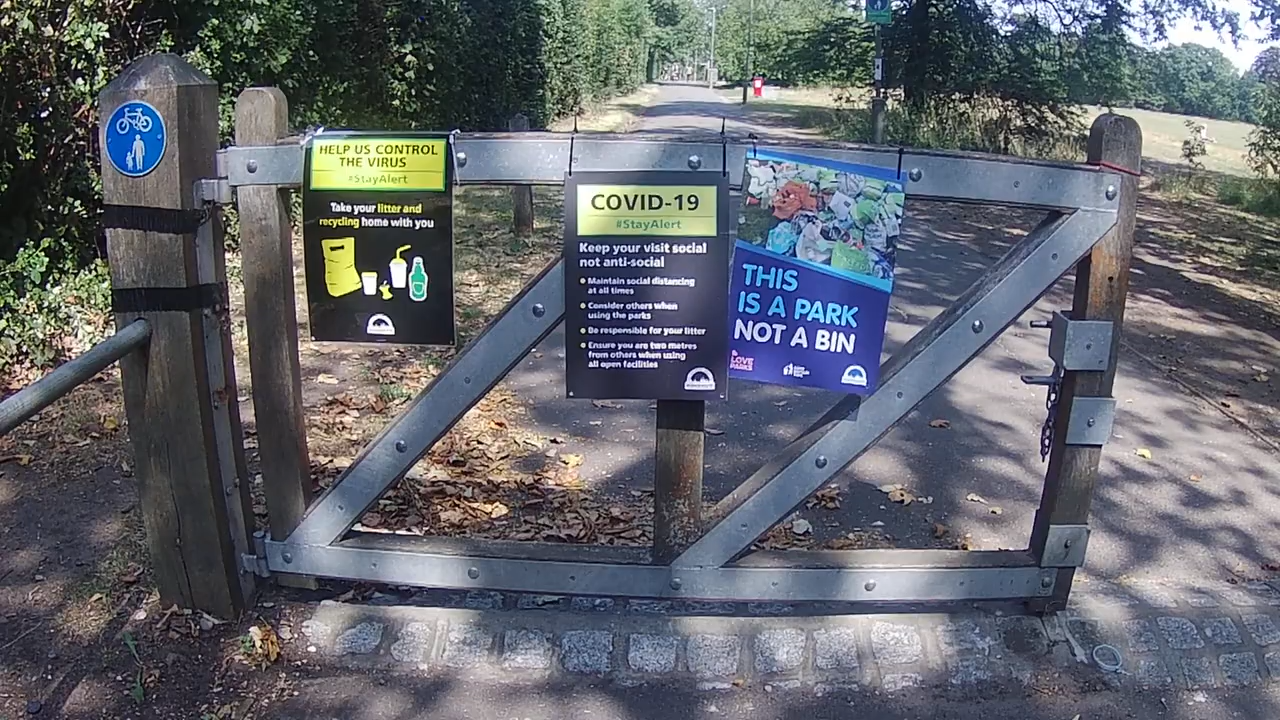 HELP US CONTROL
THE VIRUS
#StayAlert
Take your litter and
recycling home with you
COVID-19
#StayAlert
Keep your visit social
not anti-social
Maintain social distancing
at all times
Consider others when
using the parks
Be responsible for your litter
Ensure you are two metres
from others when using
all open facilities
THIS
IS A PARK
NOT A BIN
LOVE
PARKS